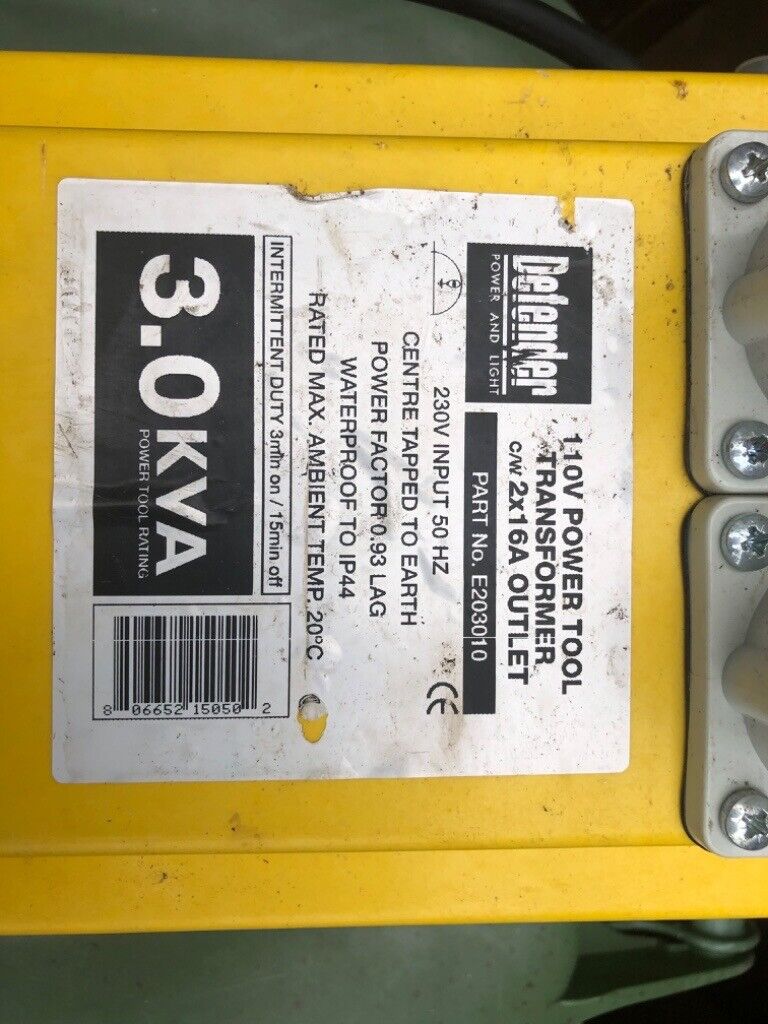 Defender
POWER AND LIGHT
110V POWER TOOL
TRANSFORMER
C/W 2x16A OUTLET
PART No. E203010
230V INPUT 50 HZ
CENTRE TAPPED TO EARTH
POWER FACTOR 0.93 LAG
WATERPROOF TO IP44
RATED MAX. AMBIENT TEMP. 20°C
CE
INTERMITTENT DUTY 3min on / 15min off
3.0KVA
POWER TOOL RATING
8 06652 15050 2